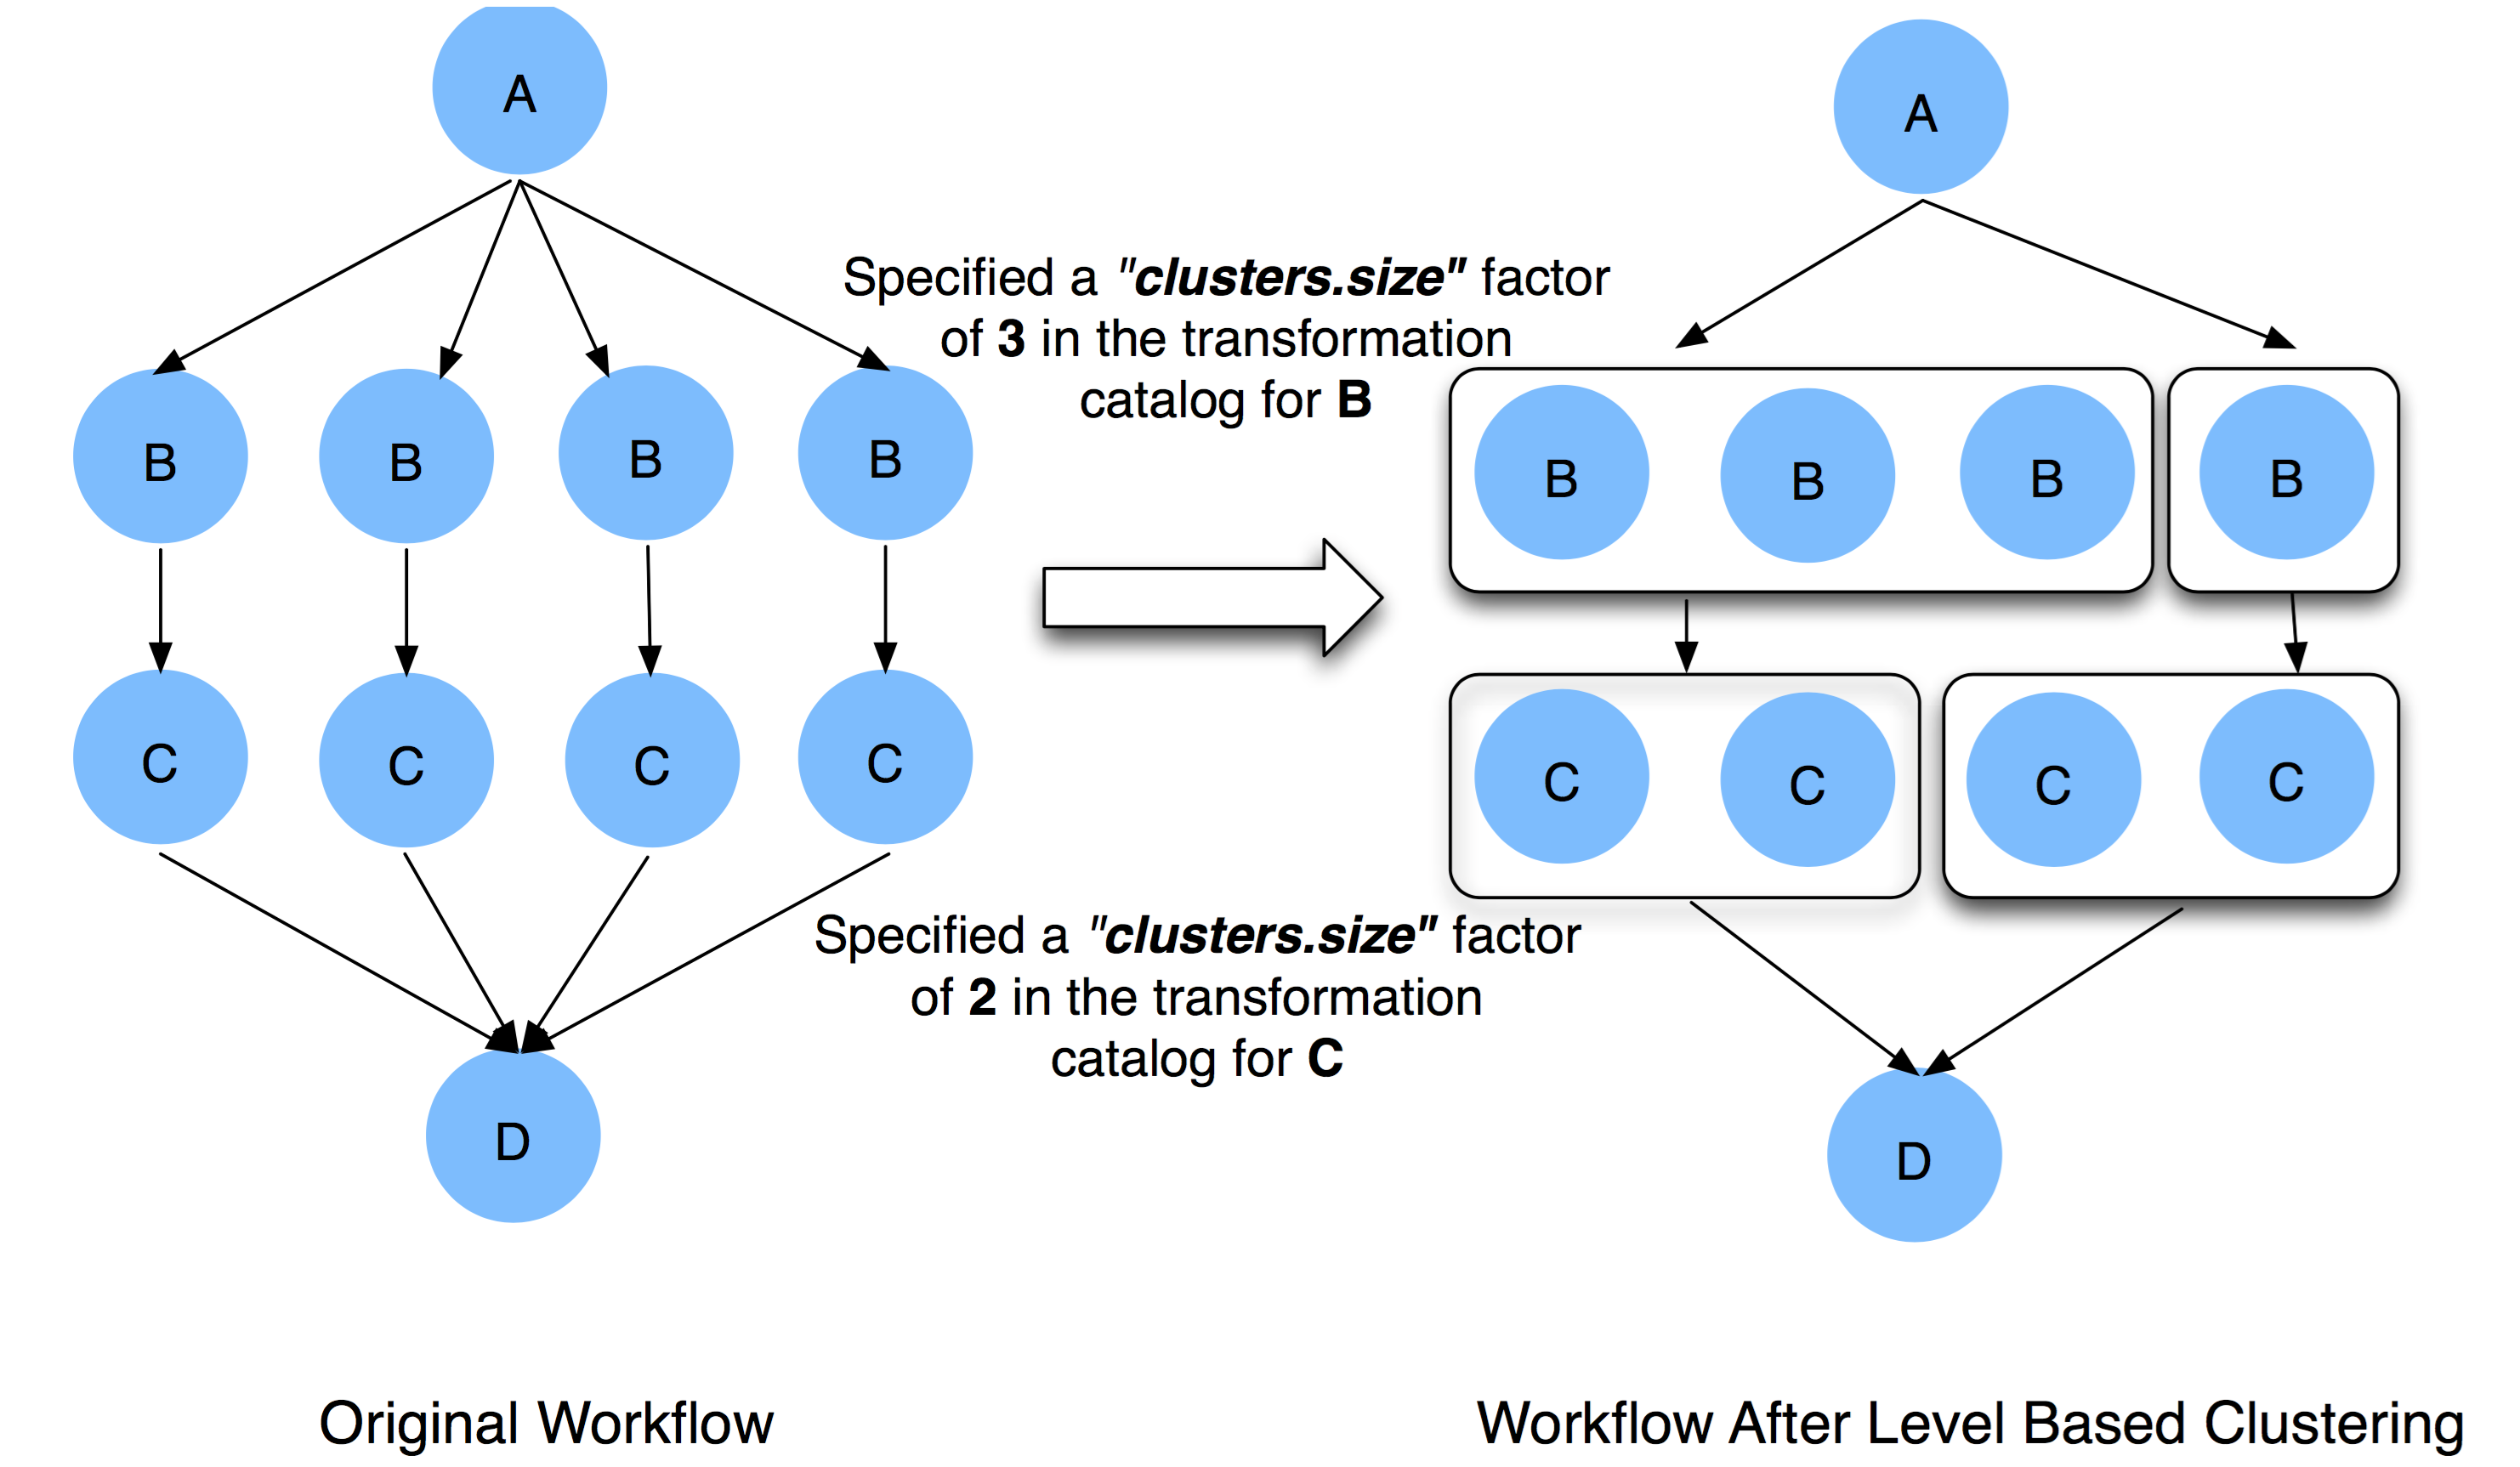 A
A
Specified a "clusters.size" factor
of 3 in the transformation
catalog for B
B B B B
B B B B
C C C C
C C C C
Specified a "clusters.size" factor
of 2 in the transformation
catalog for C
D
D
Original Workflow
Workflow After Level Based Clustering